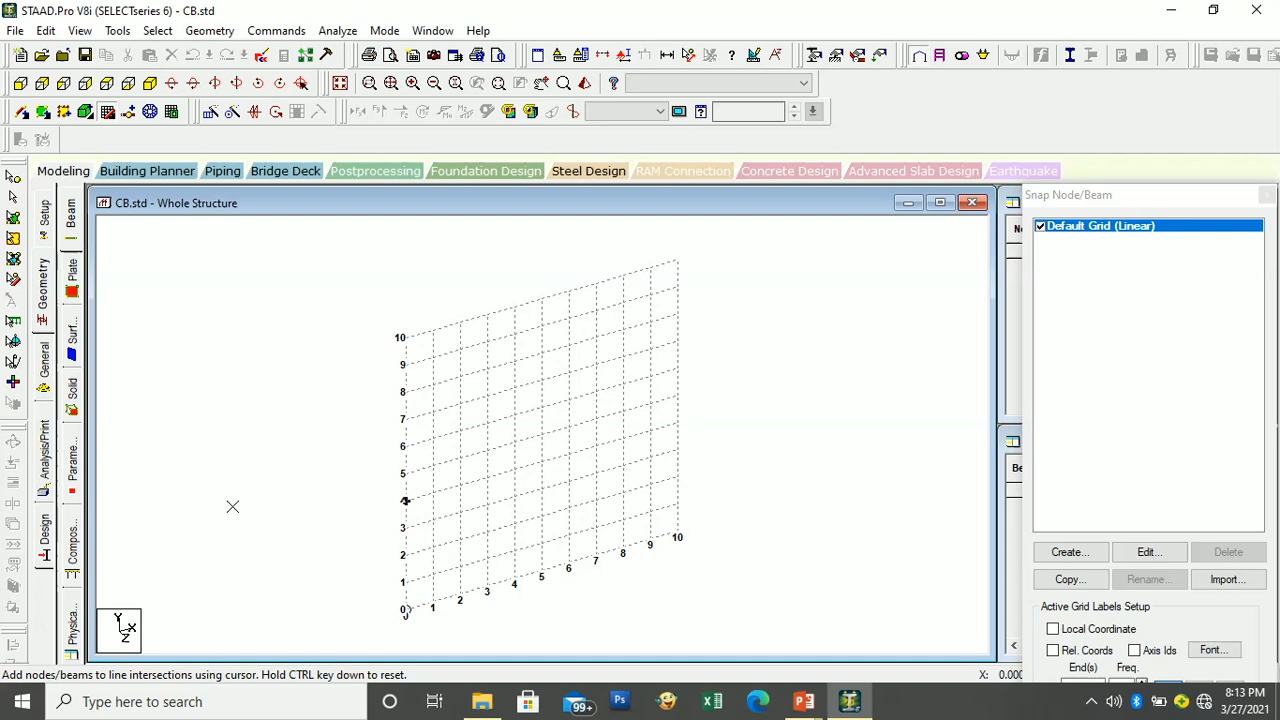 STAAD.Pro V8i (SELECTseries 6) - CB.std
File Edit View Tools Select Geometry Commands Analyze Mode Window Help
Modeling Building Planner Piping Bridge Deck Postprocessing Foundation Design Steel Design RAM Connection Concrete Design Advanced Slab Design Earthquake
Setup
Geometry
General
Analysis/Print
Design
Beam
Plate
Surf...
Solid
Parame...
Compos...
Physica...
CB.std - Whole Structure
10
9
8
7
6
5
4
3
2
1
0
0 1 2 3 4 5 6 7 8 9 10
Y
X
Z
No
Be
Snap Node/Beam
Default Grid (Linear)
Create... Edit... Delete
Copy... Rename... Import...
Active Grid Labels Setup
Local Coordinate
Rel. Coords Axis Ids Font...
End(s) Freq.
Add nodes/beams to line intersections using cursor. Hold CTRL key down to reset. X: 0.000
Type here to search
99+
Ps
8:13 PM
3/27/2021